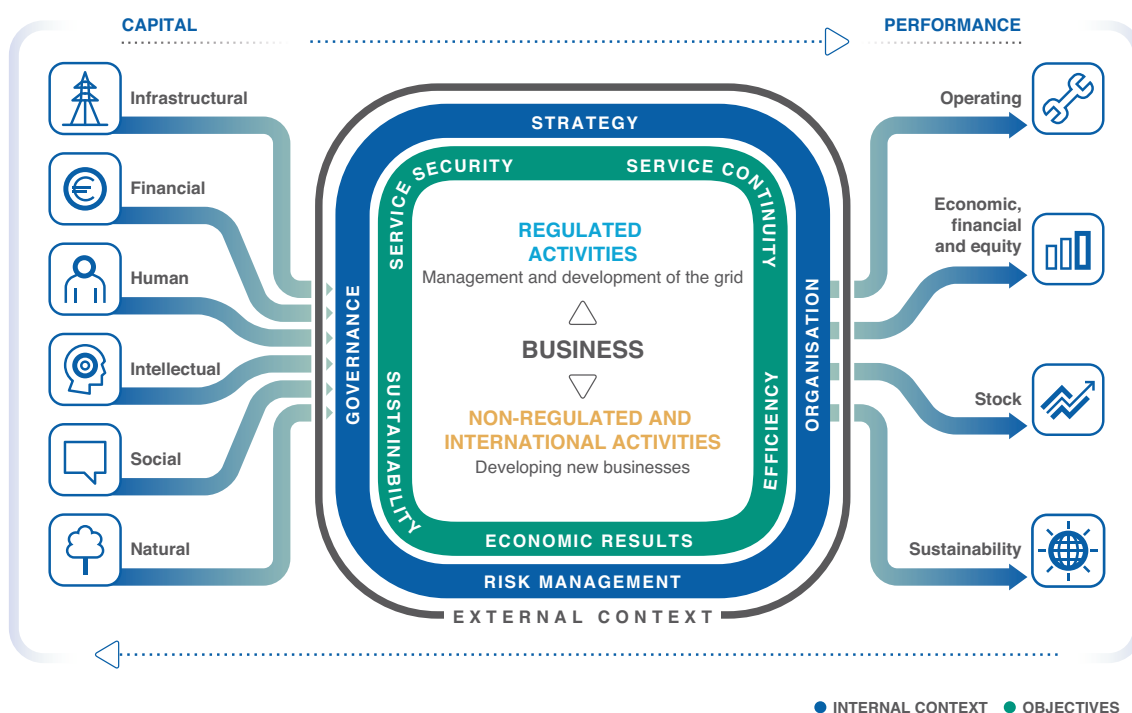 CAPITAL
PERFORMANCE
Infrastructural
Financial
Human
Intellectual
Social
Natural
STRATEGY
GOVERNANCE
ORGANISATION
RISK MANAGEMENT
SERVICE SECURITY
SERVICE CONTINUITY
SUSTAINABILITY
EFFICIENCY
ECONOMIC RESULTS
REGULATED
ACTIVITIES
Management and development of the grid
BUSINESS
NON-REGULATED AND
INTERNATIONAL ACTIVITIES
Developing new businesses
EXTERNAL CONTEXT
Operating
Economic,
financial
and equity
Stock
Sustainability
INTERNAL CONTEXT
OBJECTIVES